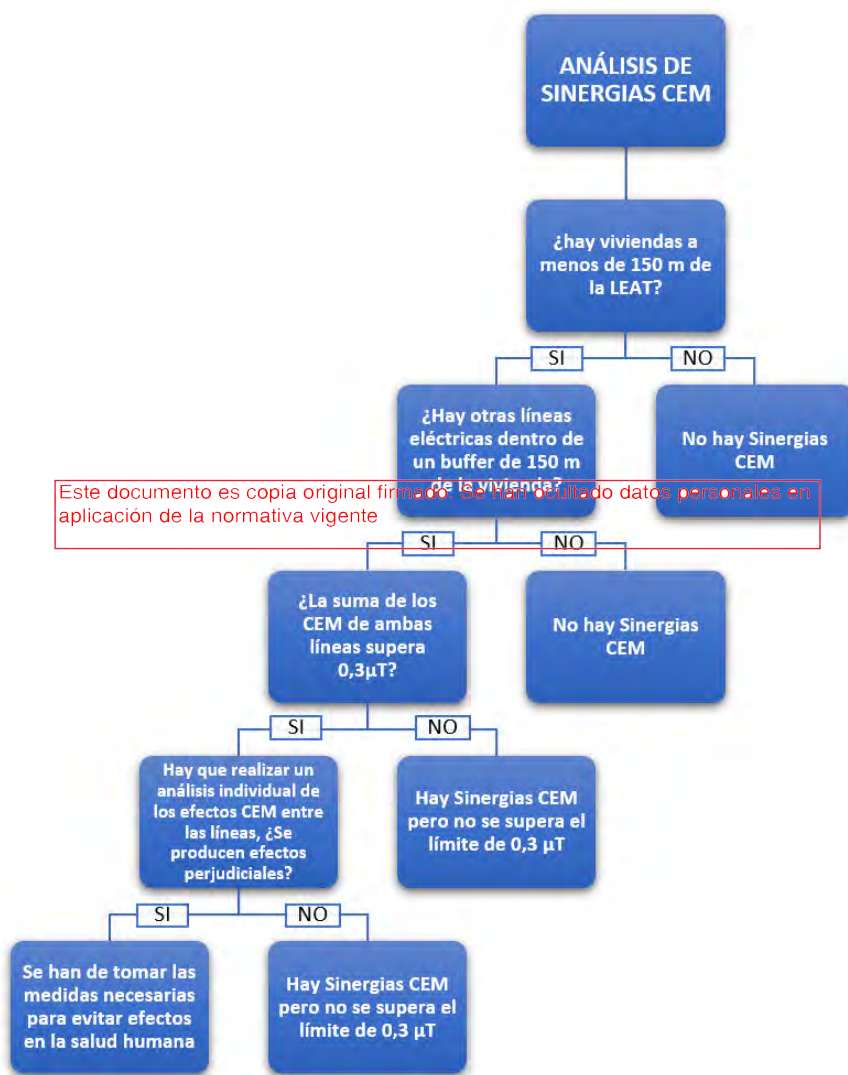 ANÁLISIS DE
SINERGIAS CEM
¿hay viviendas a
menos de 150 m de
la LEAT?
SI
NO
¿Hay otras líneas
eléctricas dentro de
un buffer de 150 m
de la vivienda?
No hay Sinergias
CEM
Este documento es copia original firmado. Se han ocultado datos personales en
aplicación de la normativa vigente
SI
NO
¿La suma de los
CEM de ambas
líneas supera
0,3µT?
No hay Sinergias
CEM
SI
NO
Hay que realizar un
análisis individual de
los efectos CEM entre
las líneas, ¿Se
producen efectos
perjudiciales?
Hay Sinergias CEM
pero no se supera el
límite de 0,3 µT
SI
NO
Se han de tomar las
medidas necesarias
para evitar efectos
en la salud humana
Hay Sinergias CEM
pero no se supera el
límite de 0,3 µT